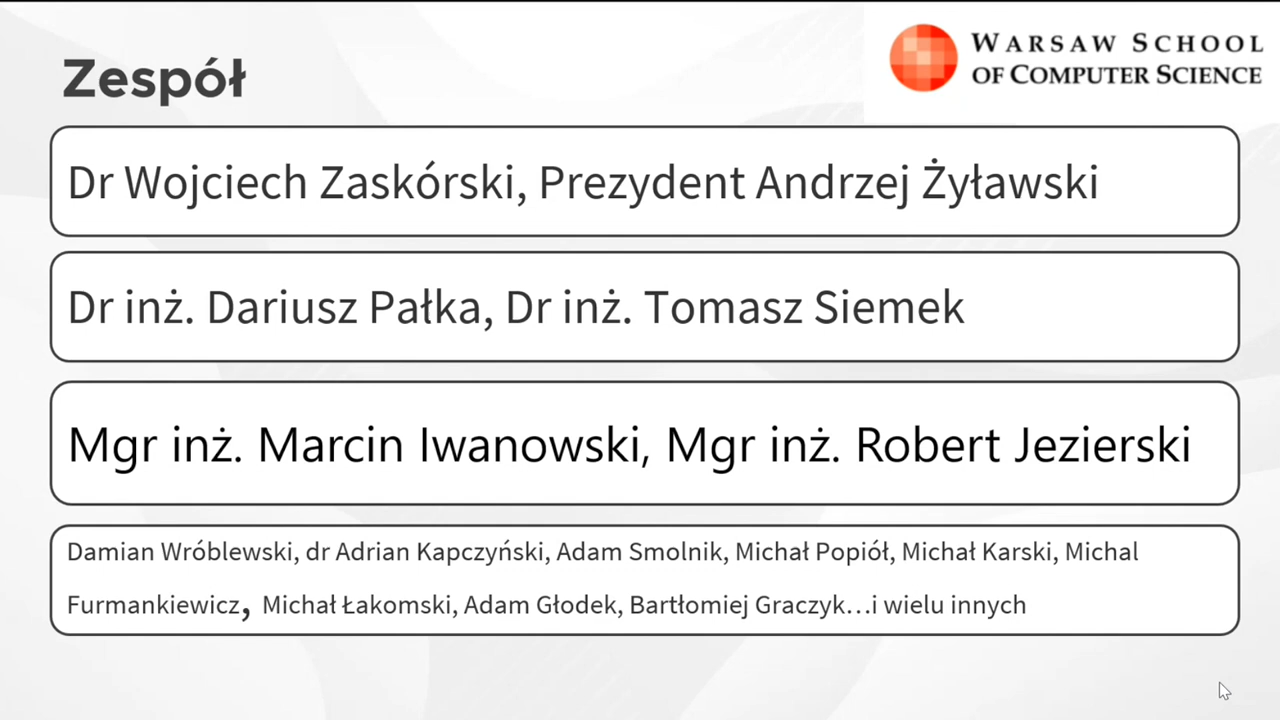 Zespół
WARSAW SCHOOL
OF COMPUTER SCIENCE
Dr Wojciech Zaskórski, Prezydent Andrzej Żyławski
Dr inż. Dariusz Pałka, Dr inż. Tomasz Siemek
Mgr inż. Marcin Iwanowski, Mgr inż. Robert Jezierski
Damian Wróblewski, dr Adrian Kapczyński, Adam Smolnik, Michał Popiół, Michał Karski, Michal
Furmankiewicz, Michał Łakomski, Adam Głodek, Bartłomiej Graczyk…i wielu innych